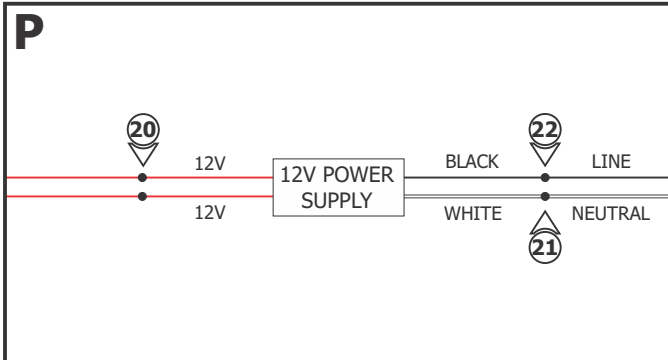 P
20
22
12V
12V POWER
SUPPLY
BLACK
LINE
12V
WHITE
NEUTRAL
21